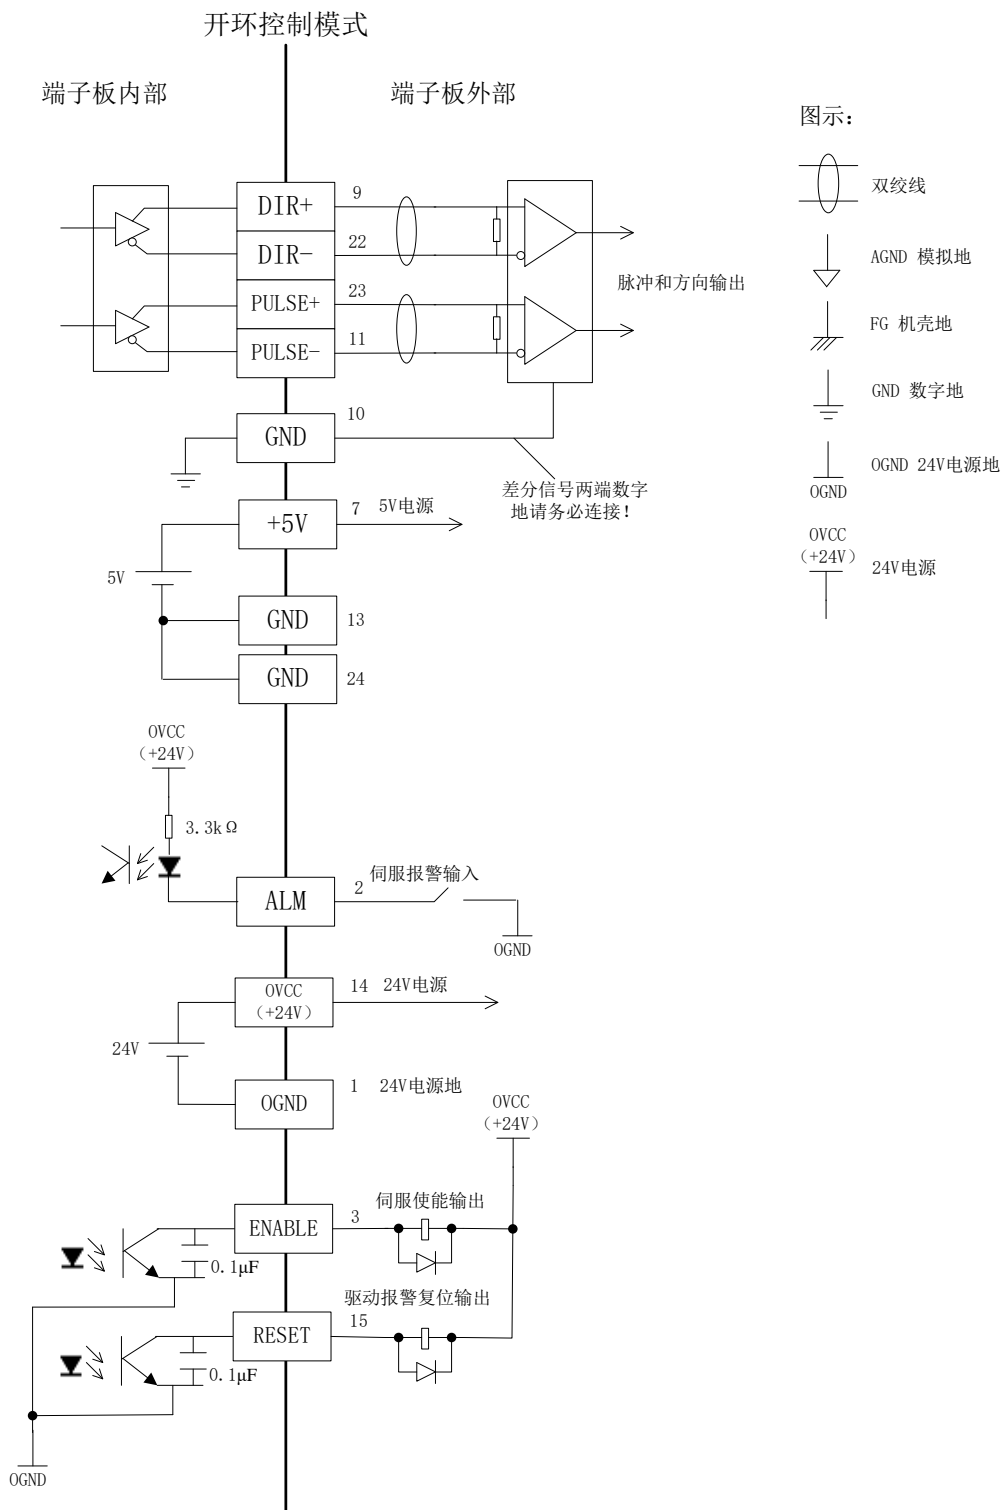 开环控制模式
端子板内部
端子板外部
DIR+
9
DIR-
22
PULSE+
23
PULSE-
11
脉冲和方向输出
GND
10
差分信号两端数字
地请务必连接！
+5V
7
5V电源
5V
GND
13
GND
24
OVCC
(+24V)
3.3kΩ
ALM
2
伺服报警输入
OGND
OVCC
(+24V)
14
24V电源
24V
OGND
1
24V电源地
OVCC
(+24V)
伺服使能输出
ENABLE
3
0.1μF
驱动报警复位输出
RESET
15
0.1μF
OGND
图示：
双绞线
AGND 模拟地
FG 机壳地
GND 数字地
OGND 24V电源地
OGND
OVCC
(+24V)
24V电源